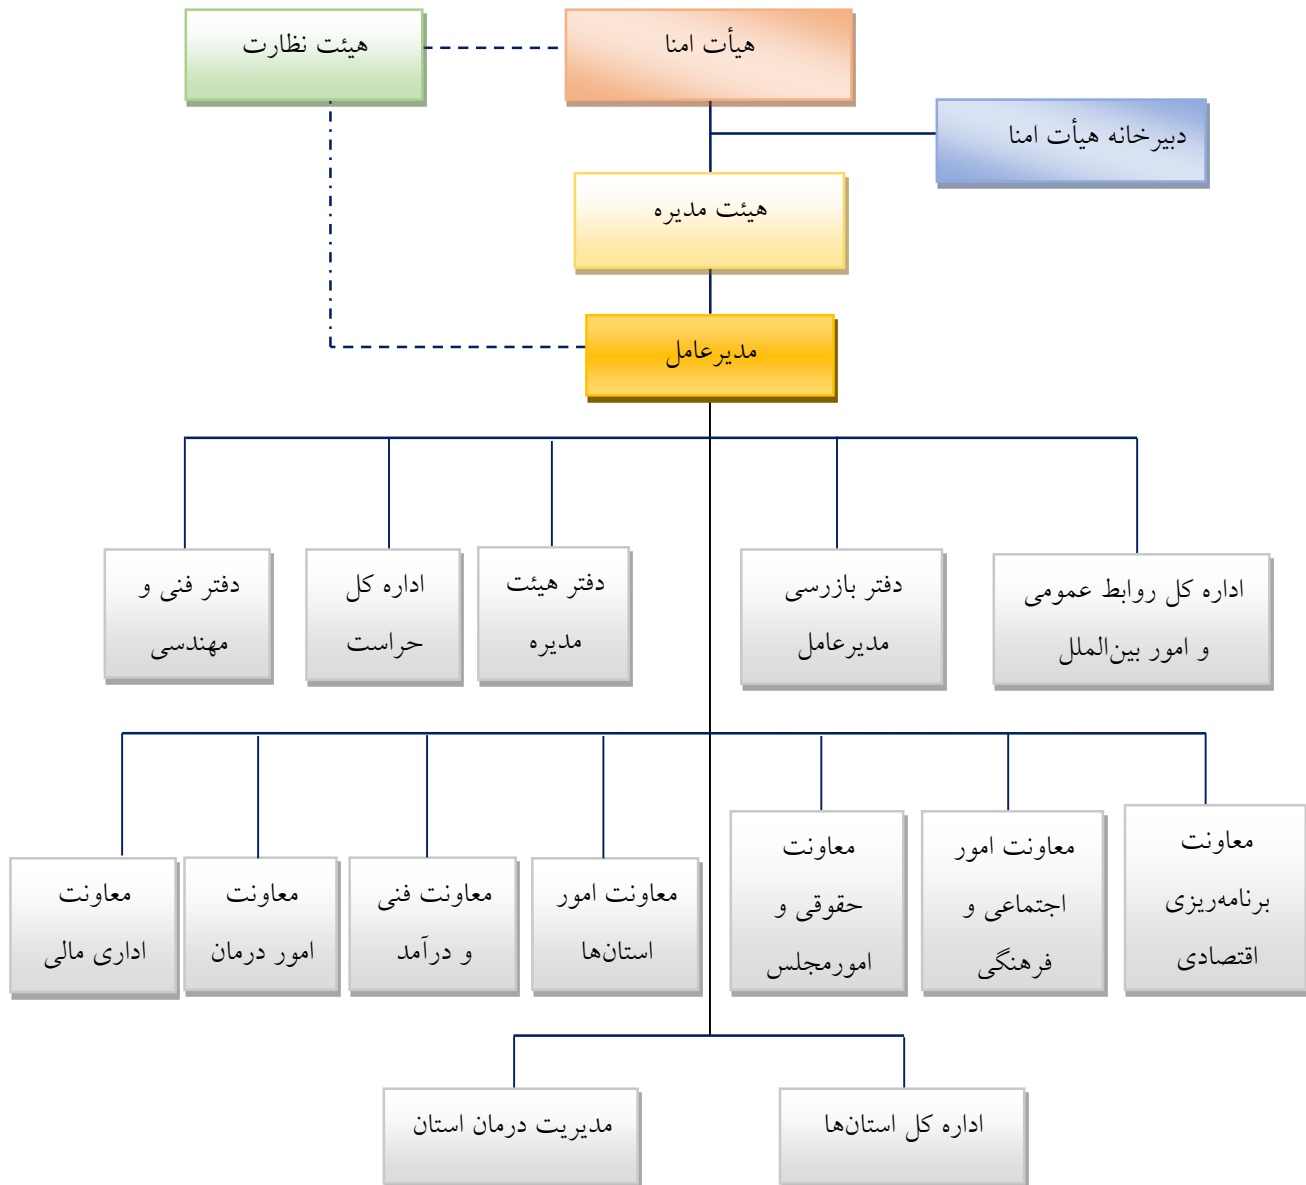 هیأت امنا
هیئت نظارت
دبیرخانه هیأت امنا
هیئت مدیره
مدیرعامل
اداره کل روابط عمومی
و امور بین‌الملل
دفتر بازرسی
مدیرعامل
دفتر هیئت
مدیره
اداره کل
حراست
دفتر فنی و
مهندسی
معاونت
برنامه‌ریزی
اقتصادی
معاونت امور
اجتماعی و
فرهنگی
معاونت
حقوقی و
امورمجلس
معاونت امور
استان‌ها
معاونت فنی
و درآمد
معاونت
امور درمان
معاونت
اداری مالی
اداره کل استان‌ها
مدیریت درمان استان